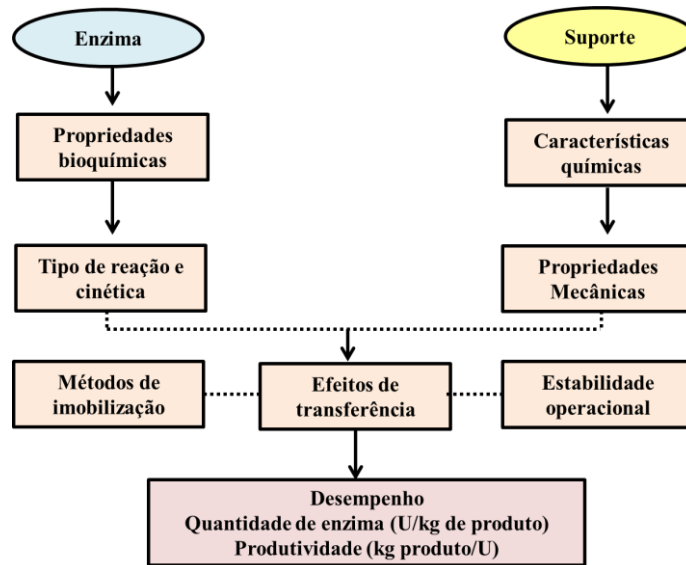 Enzima
Suporte
Propriedades
bioquímicas
Características
químicas
Tipo de reação e
cinética
Propriedades
Mecânicas
Métodos de
imobilização
Efeitos de
transferência
Estabilidade
operacional
Desempenho
Quantidade de enzima (U/kg de produto)
Produtividade (kg produto/U)